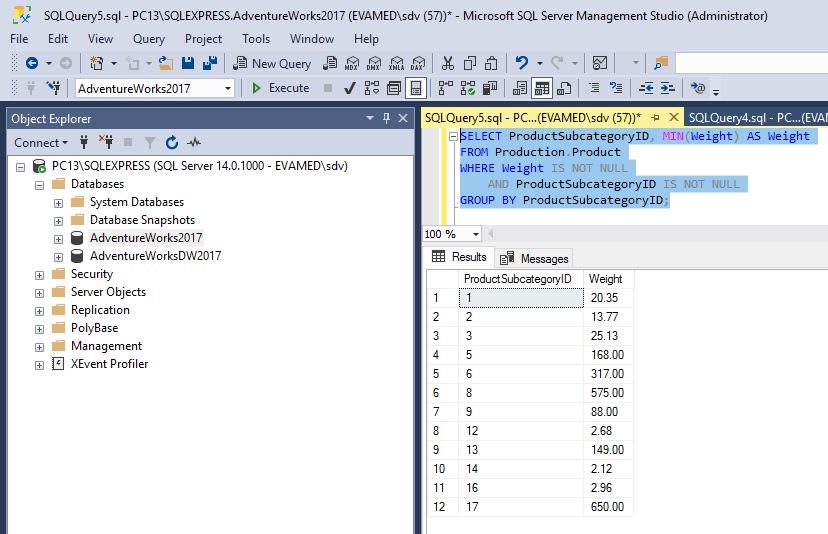 SQLQuery5.sql - PC13\SQLEXPRESS.AdventureWorks2017 (EVAMED\sdv (57))* - Microsoft SQL Server Management Studio (Administrator)
File Edit View Query Project Tools Window Help
New Query MDX DMX XMLA DAX
AdventureWorks2017 Execute
Object Explorer
Connect
PC13\SQLEXPRESS (SQL Server 14.0.1000 - EVAMED\sdv)
Databases
System Databases
Database Snapshots
AdventureWorks2017
AdventureWorksDW2017
Security
Server Objects
Replication
PolyBase
Management
XEvent Profiler
SQLQuery5.sql - PC...(EVAMED\sdv (57))* SQLQuery4.sql - PC...(EVAM
SELECT ProductSubcategoryID, MIN(Weight) AS Weight
FROM Production.Product
WHERE Weight IS NOT NULL
AND ProductSubcategoryID IS NOT NULL
GROUP BY ProductSubcategoryID;
100 %
Results Messages
ProductSubcategoryID Weight
1 1 20.35
2 2 13.77
3 3 25.13
4 5 168.00
5 6 317.00
6 8 575.00
7 9 88.00
8 12 2.68
9 13 149.00
10 14 2.12
11 16 2.96
12 17 650.00